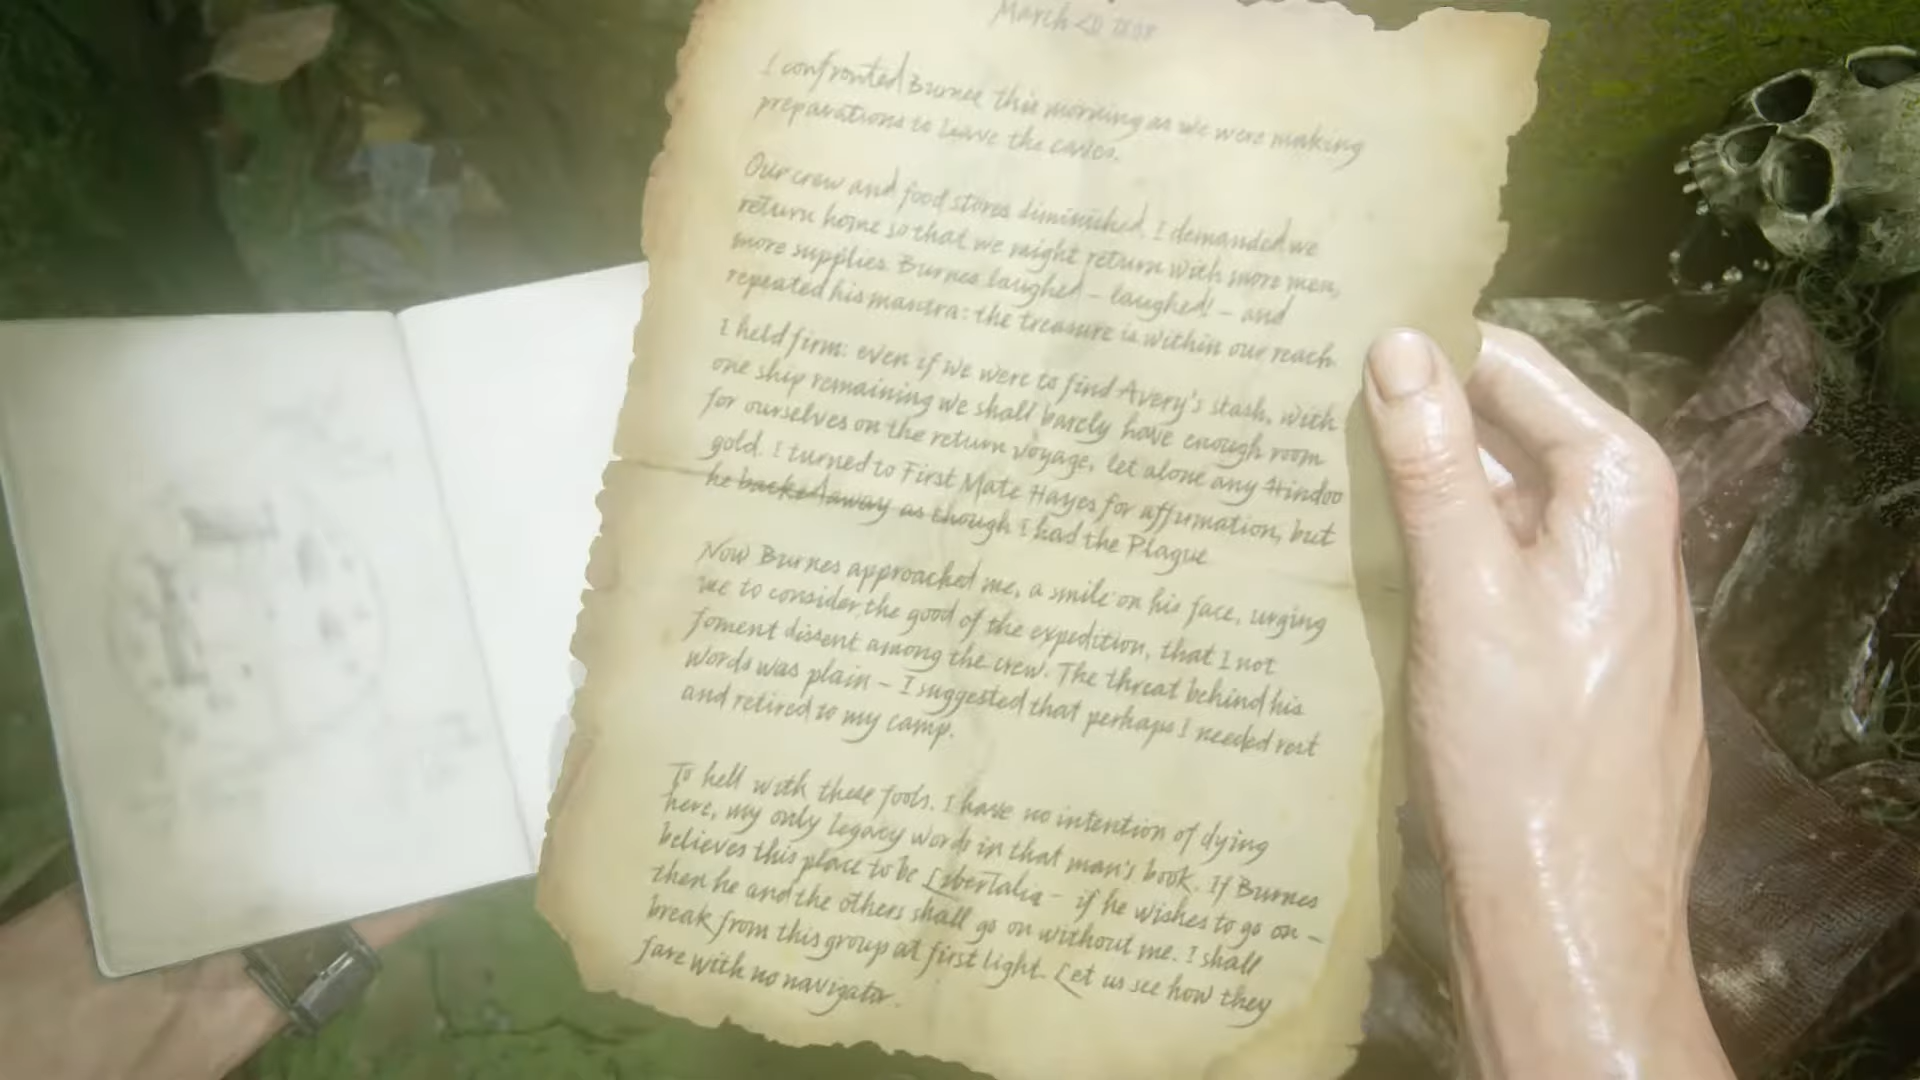 March 20
I confronted Burnes this morning as we were making
preparations to leave the caves.
Our crew and food stores diminished, I demanded we
return home so that we might return with more men,
more supplies. Burnes laughed - laughed! - and
repeated his mantra: the treasure is within our reach.
I held firm: even if we were to find Avery's stash, with
one ship remaining we shall barely have enough room
for ourselves on the return voyage, let alone any Hindoo
gold. I turned to First Mate Hayes for affirmation, but
he backed away as though I had the Plague
Now Burnes approached me, a smile on his face, urging
me to consider the good of the expedition, that I not
foment dissent among the crew. The threat behind his
words was plain - I suggested that perhaps I needed rest
and retired to my camp.
To hell with these fools. I have no intention of dying
here, my only legacy words in that man's book. If Burnes
believes this place to be Libertalia - if he wishes to go on -
then he and the others shall go on without me. I shall
break from this group at first light. Let us see how they
fare with no navigator.